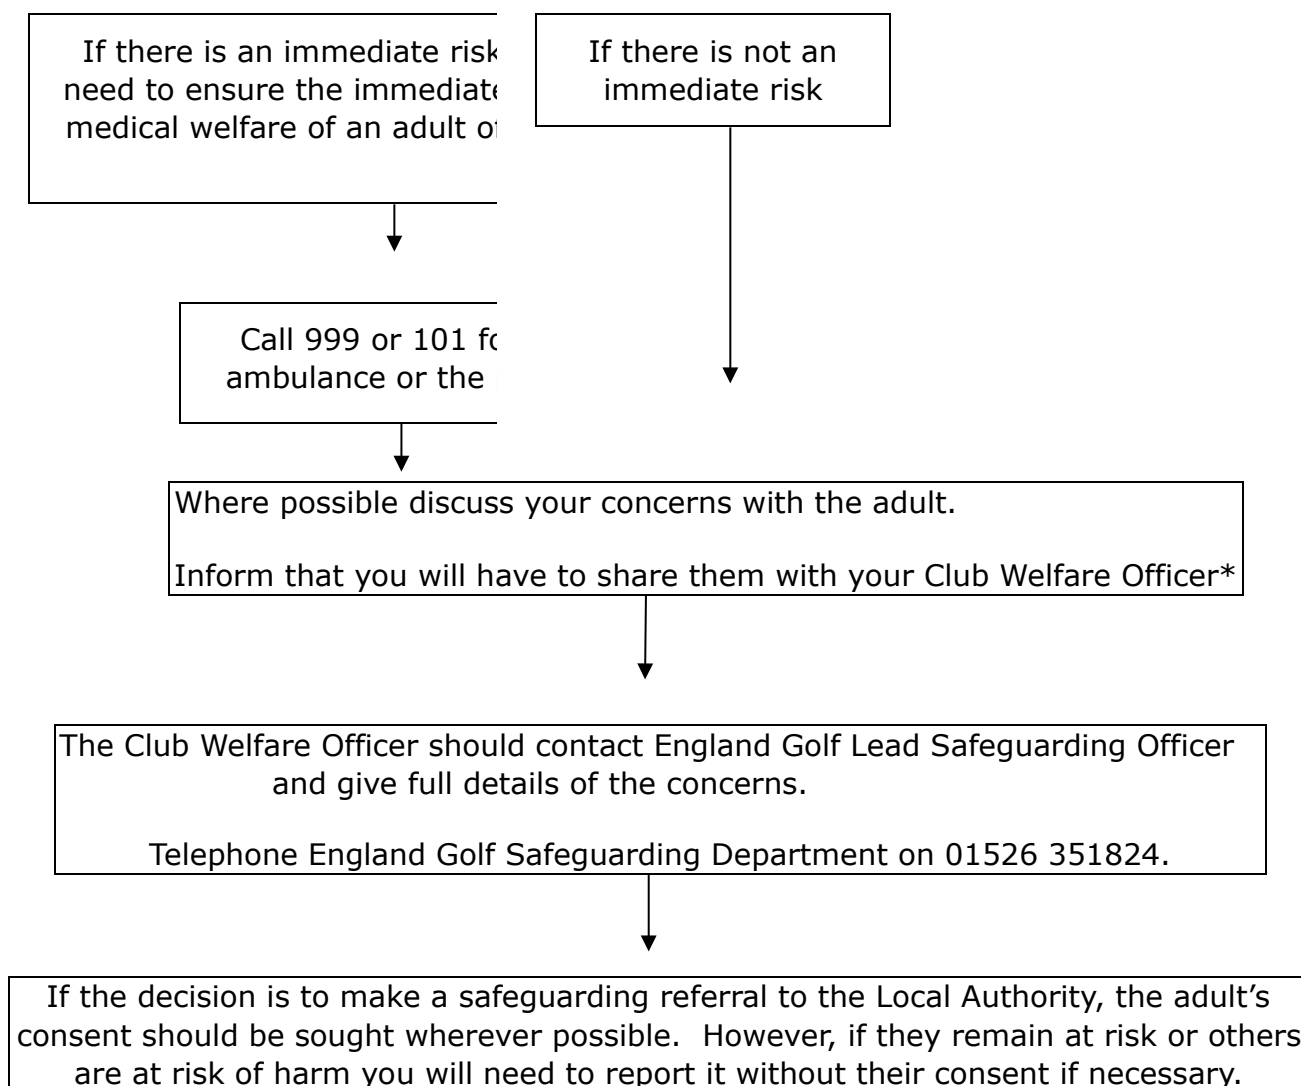 If there is an immediate risk
need to ensure the immediate
medical welfare of an adult
If there is not an
immediate risk
Call 999 or 101
ambulance or the
Where possible discuss your concerns with the adult.
Inform that you will have to share them with your Club Welfare Officer*
The Club Welfare Officer should contact England Golf Lead Safeguarding Officer
and give full details of the concerns.
Telephone England Golf Safeguarding Department on 01526 351824.
If the decision is to make a safeguarding referral to the Local Authority, the adult’s
consent should be sought wherever possible.  However, if they remain at risk or others
are at risk of harm you will need to report it without their consent if necessary.